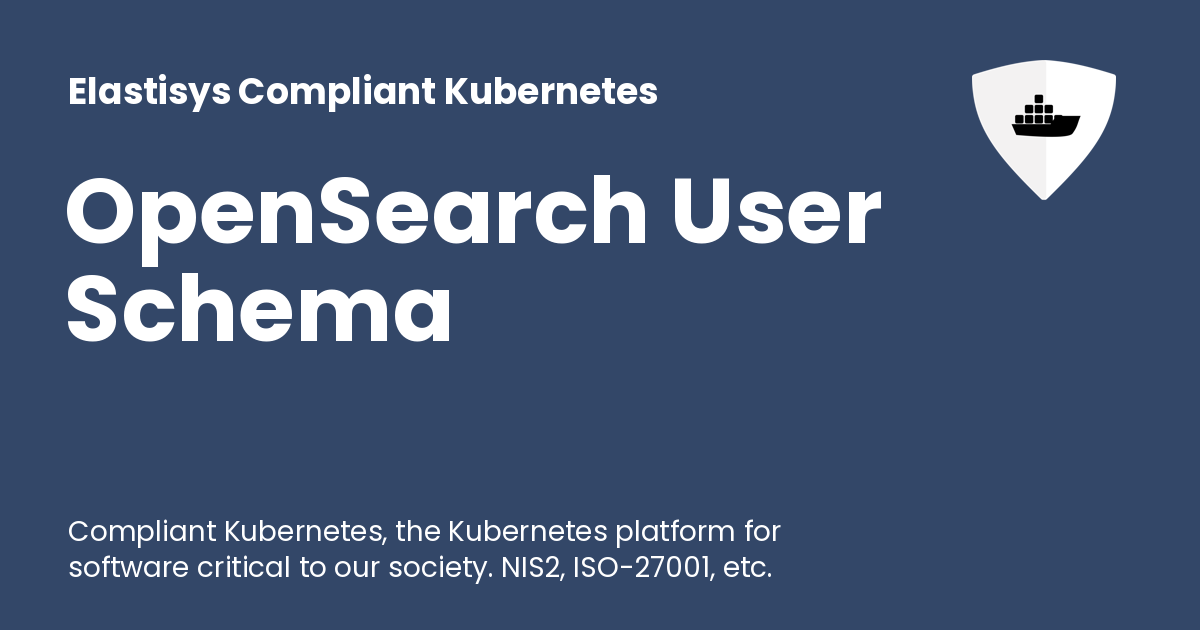 Elastisys Compliant Kubernetes
OpenSearch User
Schema
Compliant Kubernetes, the Kubernetes platform for
software critical to our society. NIS2, ISO-27001, etc.